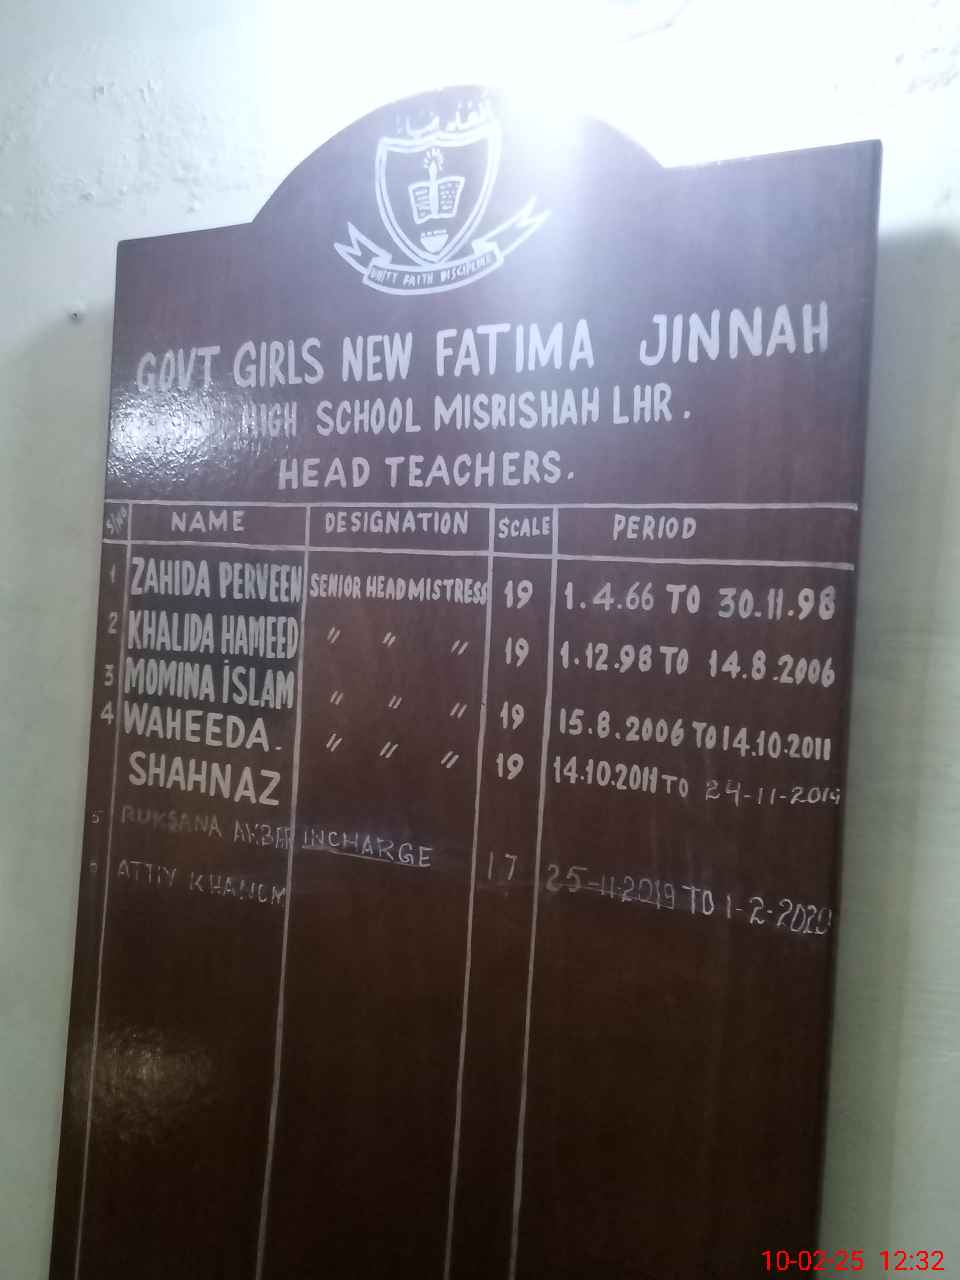 UNITY FAITH DISCIPLINE
GOVT GIRLS NEW FATIMA JINNAH
HIGH SCHOOL MISRISHAH LHR.
HEAD TEACHERS.
S/NO NAME DESIGNATION SCALE PERIOD
1 ZAHIDA PERVEEN SENIOR HEADMISTRESS 19 1.4.66 TO 30.11.98
2 KHALIDA HAMEED " " " 19 1.12.98 TO 14.8.2006
3 MOMINA İSLAM " " " 19 15.8.2006 TO 14.10.2011
4 WAHEEDA. " " " 19 14.10.2011 TO 24-11-2019
SHAHNAZ
5 RUKSANA AKBAR INCHARGE 17 25-11-2019 TO 1-2-2020
ATTIY KHANUM
10-02-25 12:32